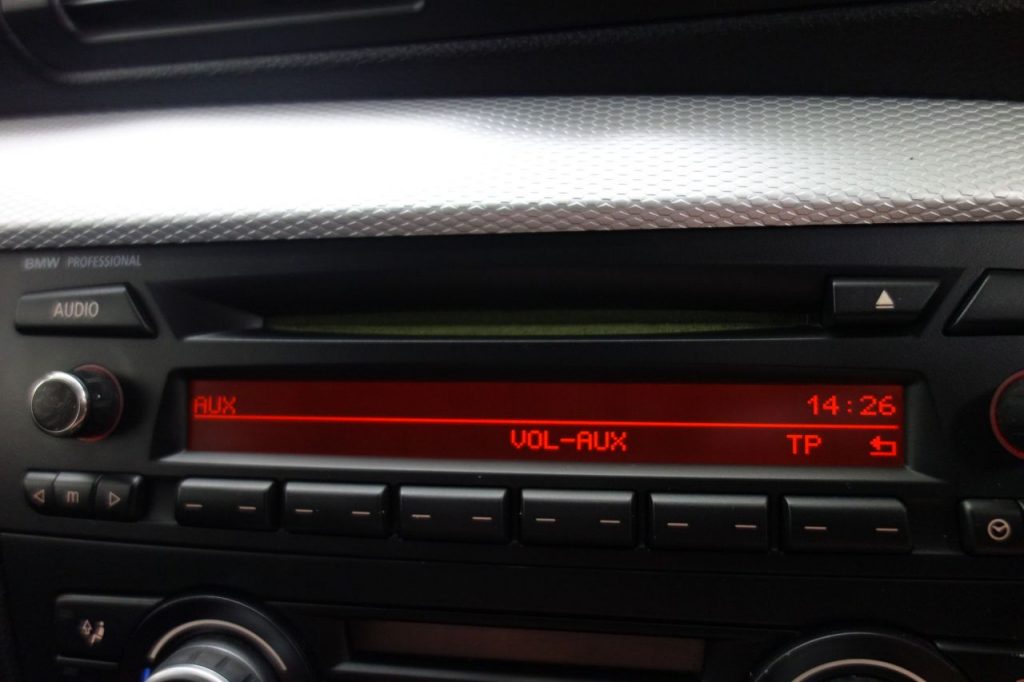 BMW PROFESSIONAL
AUDIO
AUX 14:26
VOL-AUX TP
m